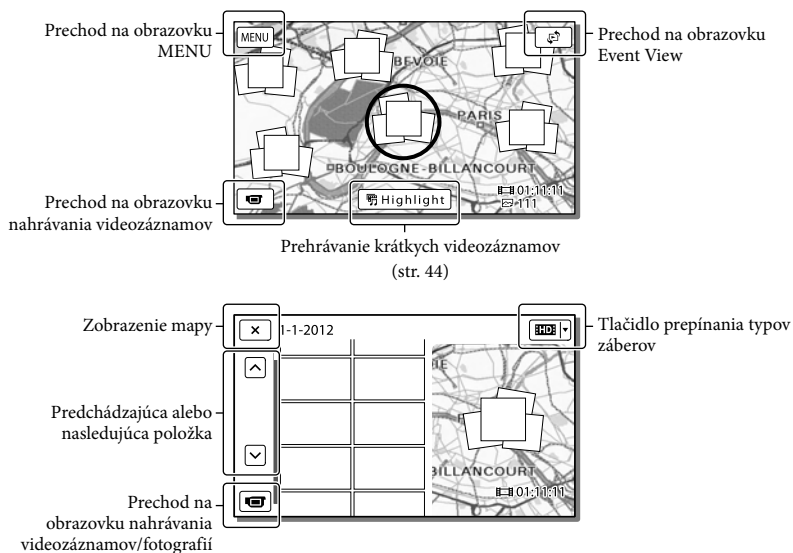 Prechod na obrazovku
MENU
MENU
Prechod na obrazovku
Event View
BEVOIE
PARIS
BOULOGNE-BILLANCOURT
01:11:11
111
Highlight
Prechod na obrazovku
nahrávania videozáznamov
Prehrávanie krátkych videozáznamov
(str. 44)
Zobrazenie mapy
1-1-2012
HD
Tlačidlo prepínania typov
záberov
Predchádzajúca alebo
nasledujúca položka
BILLANCOURT
01:11:11
Prechod na
obrazovku nahrávania
videozáznamov/fotografií